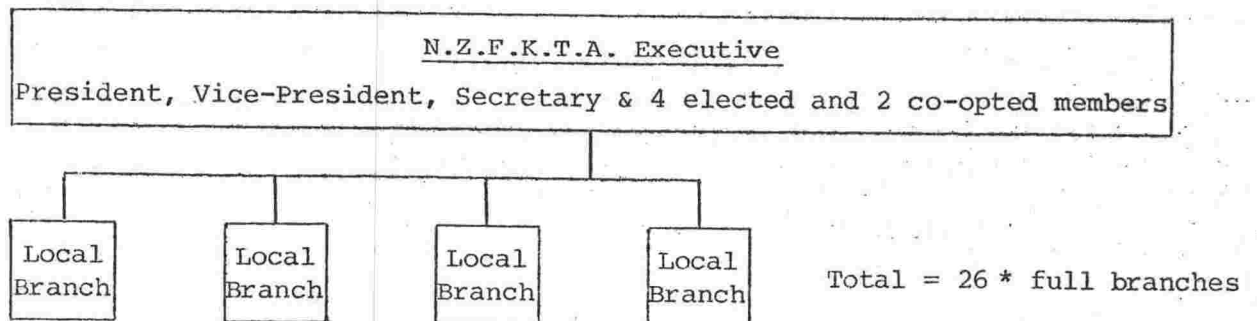 N.Z.F.K.T.A. Executive
President, Vice-President, Secretary & 4 elected and 2 co-opted members
Local
Branch
Local
Branch
Local
Branch
Local
Branch
Total = 26 * full branches